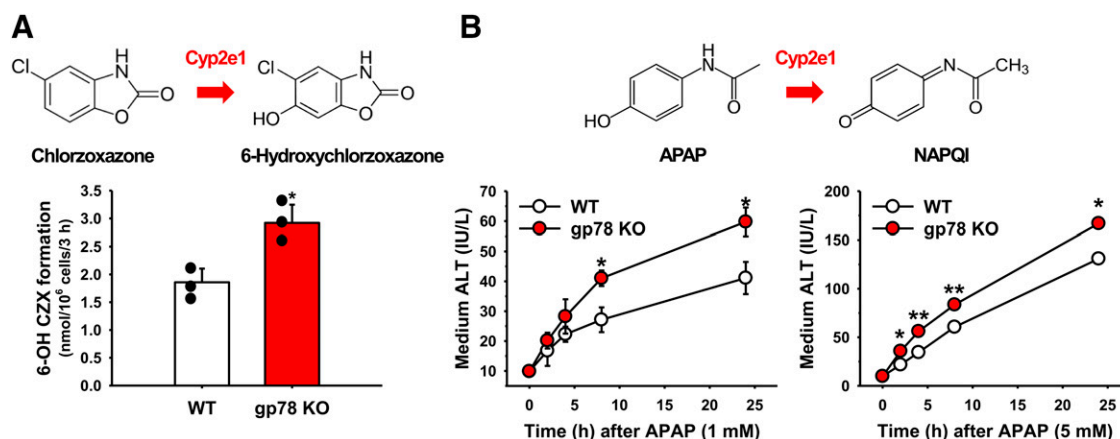 A
Cl
H
N
O
O
Cyp2e1
Cl
HO
H
N
O
O
Chlorzoxazone
6-Hydroxychlorzoxazone
6-OH CZX formation
(nmol/10⁶ cells/3 h)
3.5
3.0
2.5
2.0
1.5
1.0
0.5
0.0
*
WT
gp78 KO
B
HO
H
N
O
Cyp2e1
O
N
O
CH₃
APAP
NAPQI
Medium ALT (IU/L)
70
60
50
40
30
20
10
WT
gp78 KO
*
*
0 5 10 15 20 25
Time (h) after APAP (1 mM)
Medium ALT (IU/L)
200
150
100
50
0
WT
gp78 KO
*
**
**
*
0 5 10 15 20 25
Time (h) after APAP (5 mM)